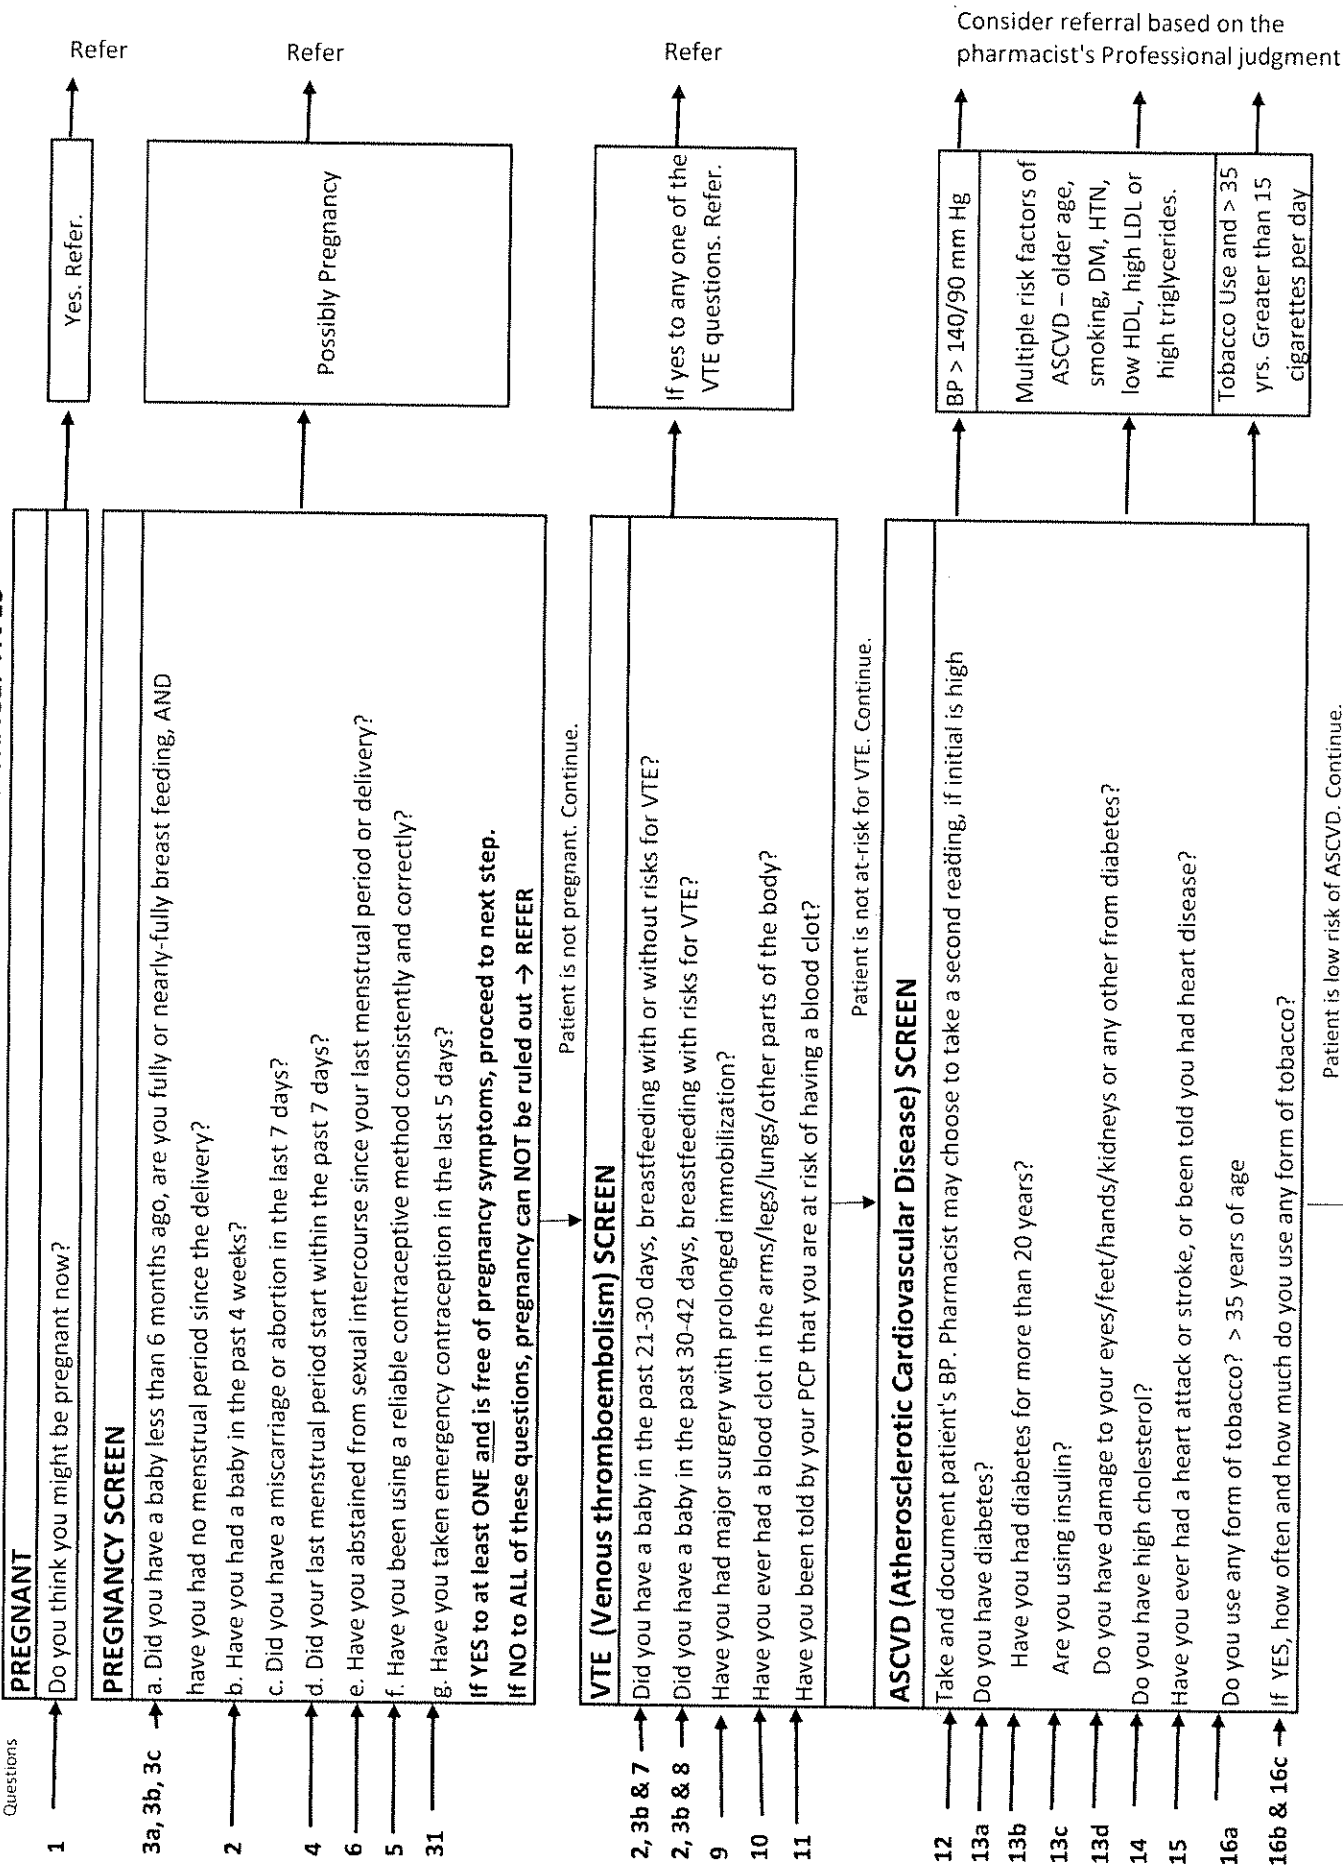 Questions
PREGNANT
1
Do you think you might be pregnant now?
Yes. Refer.
Refer
PREGNANCY SCREEN
3a, 3b, 3c
a. Did you have a baby less than 6 months ago, are you fully or nearly-fully breast feeding, AND
have you had no menstrual period since the delivery?
2
b. Have you had a baby in the past 4 weeks?
c. Did you have a miscarriage or abortion in the last 7 days?
4
d. Did your last menstrual period start within the past 7 days?
6
e. Have you abstained from sexual intercourse since your last menstrual period or delivery?
5
f. Have you been using a reliable contraceptive method consistently and correctly?
31
g. Have you taken emergency contraception in the last 5 days?
If YES to at least ONE and is free of pregnancy symptoms, proceed to next step.
If NO to ALL of these questions, pregnancy can NOT be ruled out → REFER
Possibly Pregnancy
Refer
Patient is not pregnant. Continue.
VTE (Venous thromboembolism) SCREEN
2, 3b & 7
Did you have a baby in the past 21-30 days, breastfeeding with or without risks for VTE?
2, 3b & 8
Did you have a baby in the past 30-42 days, breastfeeding with risks for VTE?
9
Have you had major surgery with prolonged immobilization?
10
Have you ever had a blood clot in the arms/legs/lungs/other parts of the body?
11
Have you been told by your PCP that you are at risk of having a blood clot?
If yes to any one of the
VTE questions. Refer.
Refer
Patient is not at-risk for VTE. Continue.
ASCVD (Atherosclerotic Cardiovascular Disease) SCREEN
12
Take and document patient's BP. Pharmacist may choose to take a second reading, if initial is high
13a
Do you have diabetes?
13b
Have you had diabetes for more than 20 years?
13c
Are you using insulin?
13d
Do you have damage to your eyes/feet/hands/kidneys or any other from diabetes?
14
Do you have high cholesterol?
15
Have you ever had a heart attack or stroke, or been told you had heart disease?
16a
Do you use any form of tobacco? > 35 years of age
16b & 16c
If YES, how often and how much do you use any form of tobacco?
BP > 140/90 mm Hg
Multiple risk factors of
ASCVD – older age,
smoking, DM, HTN,
low HDL, high LDL or
high triglycerides.
Tobacco Use and > 35
yrs. Greater than 15
cigarettes per day
Consider referral based on the
pharmacist's Professional judgment
Patient is low risk of ASCVD. Continue.